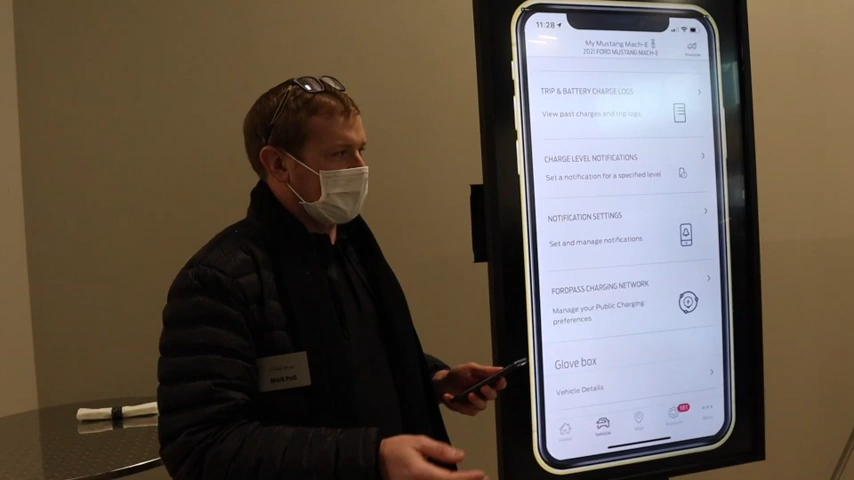 11:28
My Mustang Mach-E
2021 FORD MUSTANG MACH-E
TRIP & BATTERY CHARGE LOGS
View past charges and trip logs
CHARGE LEVEL NOTIFICATIONS
Set a notification for a specified level
NOTIFICATION SETTINGS
Set and manage notifications
FORDPASS CHARGING NETWORK
Manage your Public Charging
preferences
Glove box
Vehicle Details
Vehicle
Map